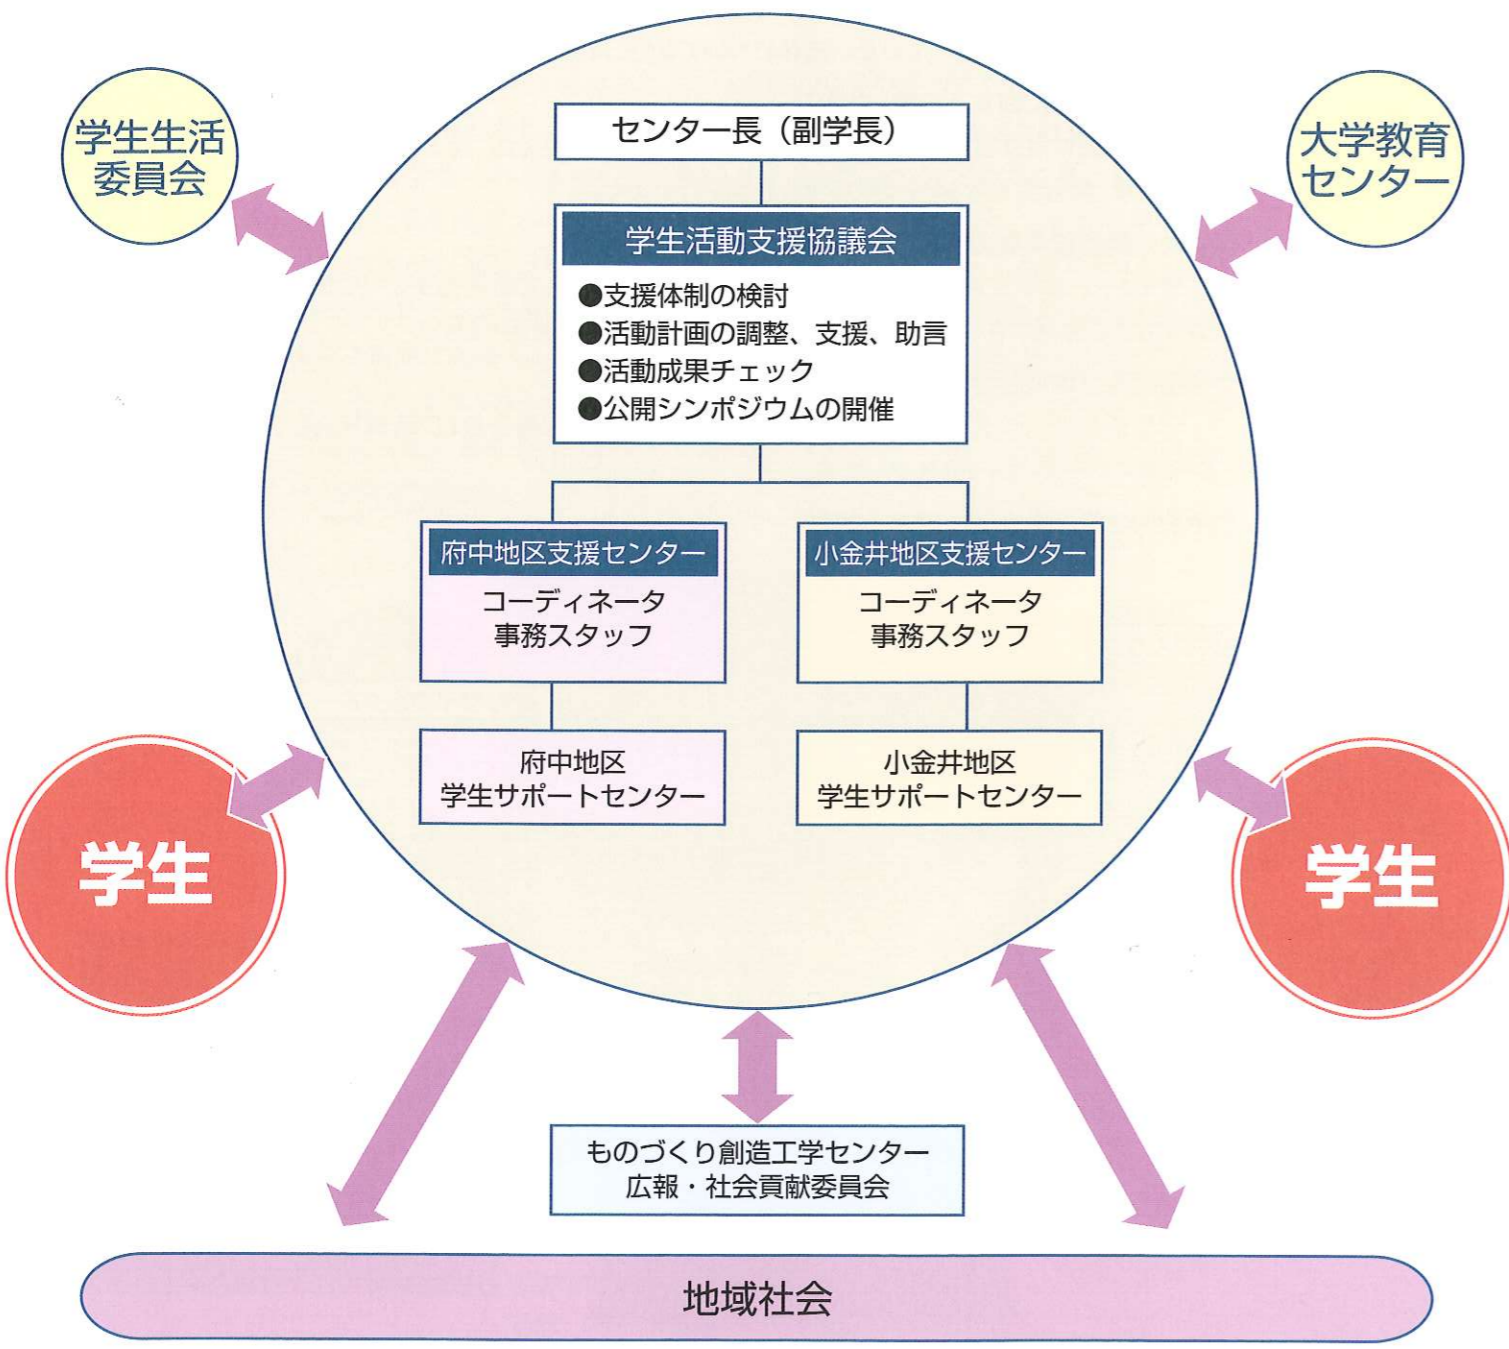 学生生活
委員会
大学教育
センター
センター長（副学長）
学生活動支援協議会
●支援体制の検討
●活動計画の調整、支援、助言
●活動成果チェック
●公開シンポジウムの開催
府中地区支援センター
コーディネータ
事務スタッフ
小金井地区支援センター
コーディネータ
事務スタッフ
府中地区
学生サポートセンター
小金井地区
学生サポートセンター
学生
学生
ものづくり創造工学センター
広報・社会貢献委員会
地域社会